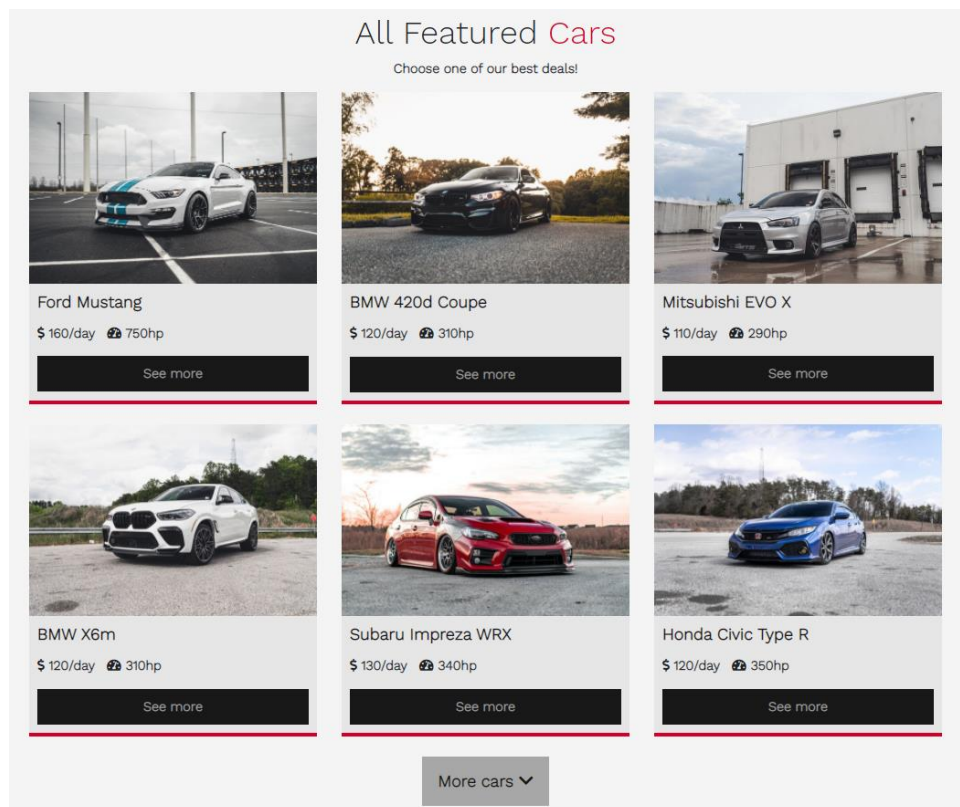 All Featured Cars
Choose one of our best deals!
Ford Mustang
$ 160/day 750hp
See more
BMW 420d Coupe
$ 120/day 310hp
See more
Mitsubishi EVO X
$ 110/day 290hp
See more
BMW X6m
$ 120/day 310hp
See more
Subaru Impreza WRX
$ 130/day 340hp
See more
Honda Civic Type R
$ 120/day 350hp
See more
More cars